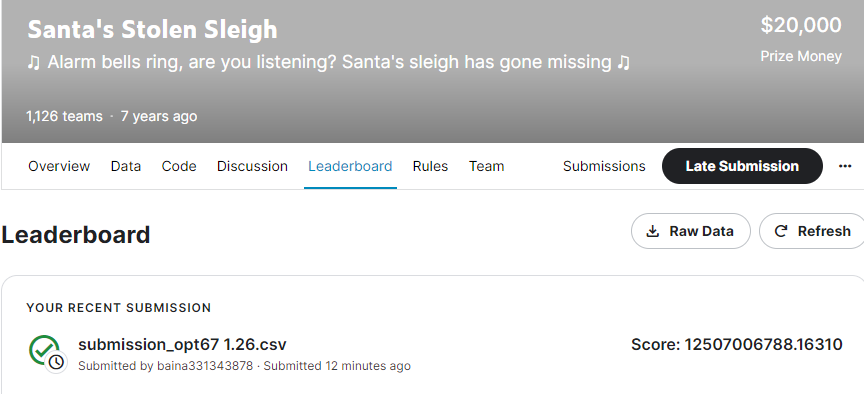 Santa's Stolen Sleigh
$20,000
♫ Alarm bells ring, are you listening? Santa's sleigh has gone missing ♫
Prize Money
1,126 teams · 7 years ago
Overview Data Code Discussion Leaderboard Rules Team Submissions Late Submission ...
Leaderboard
Raw Data Refresh
YOUR RECENT SUBMISSION
submission_opt67 1.26.csv
Score: 12507006788.16310
Submitted by baina331343878 · Submitted 12 minutes ago